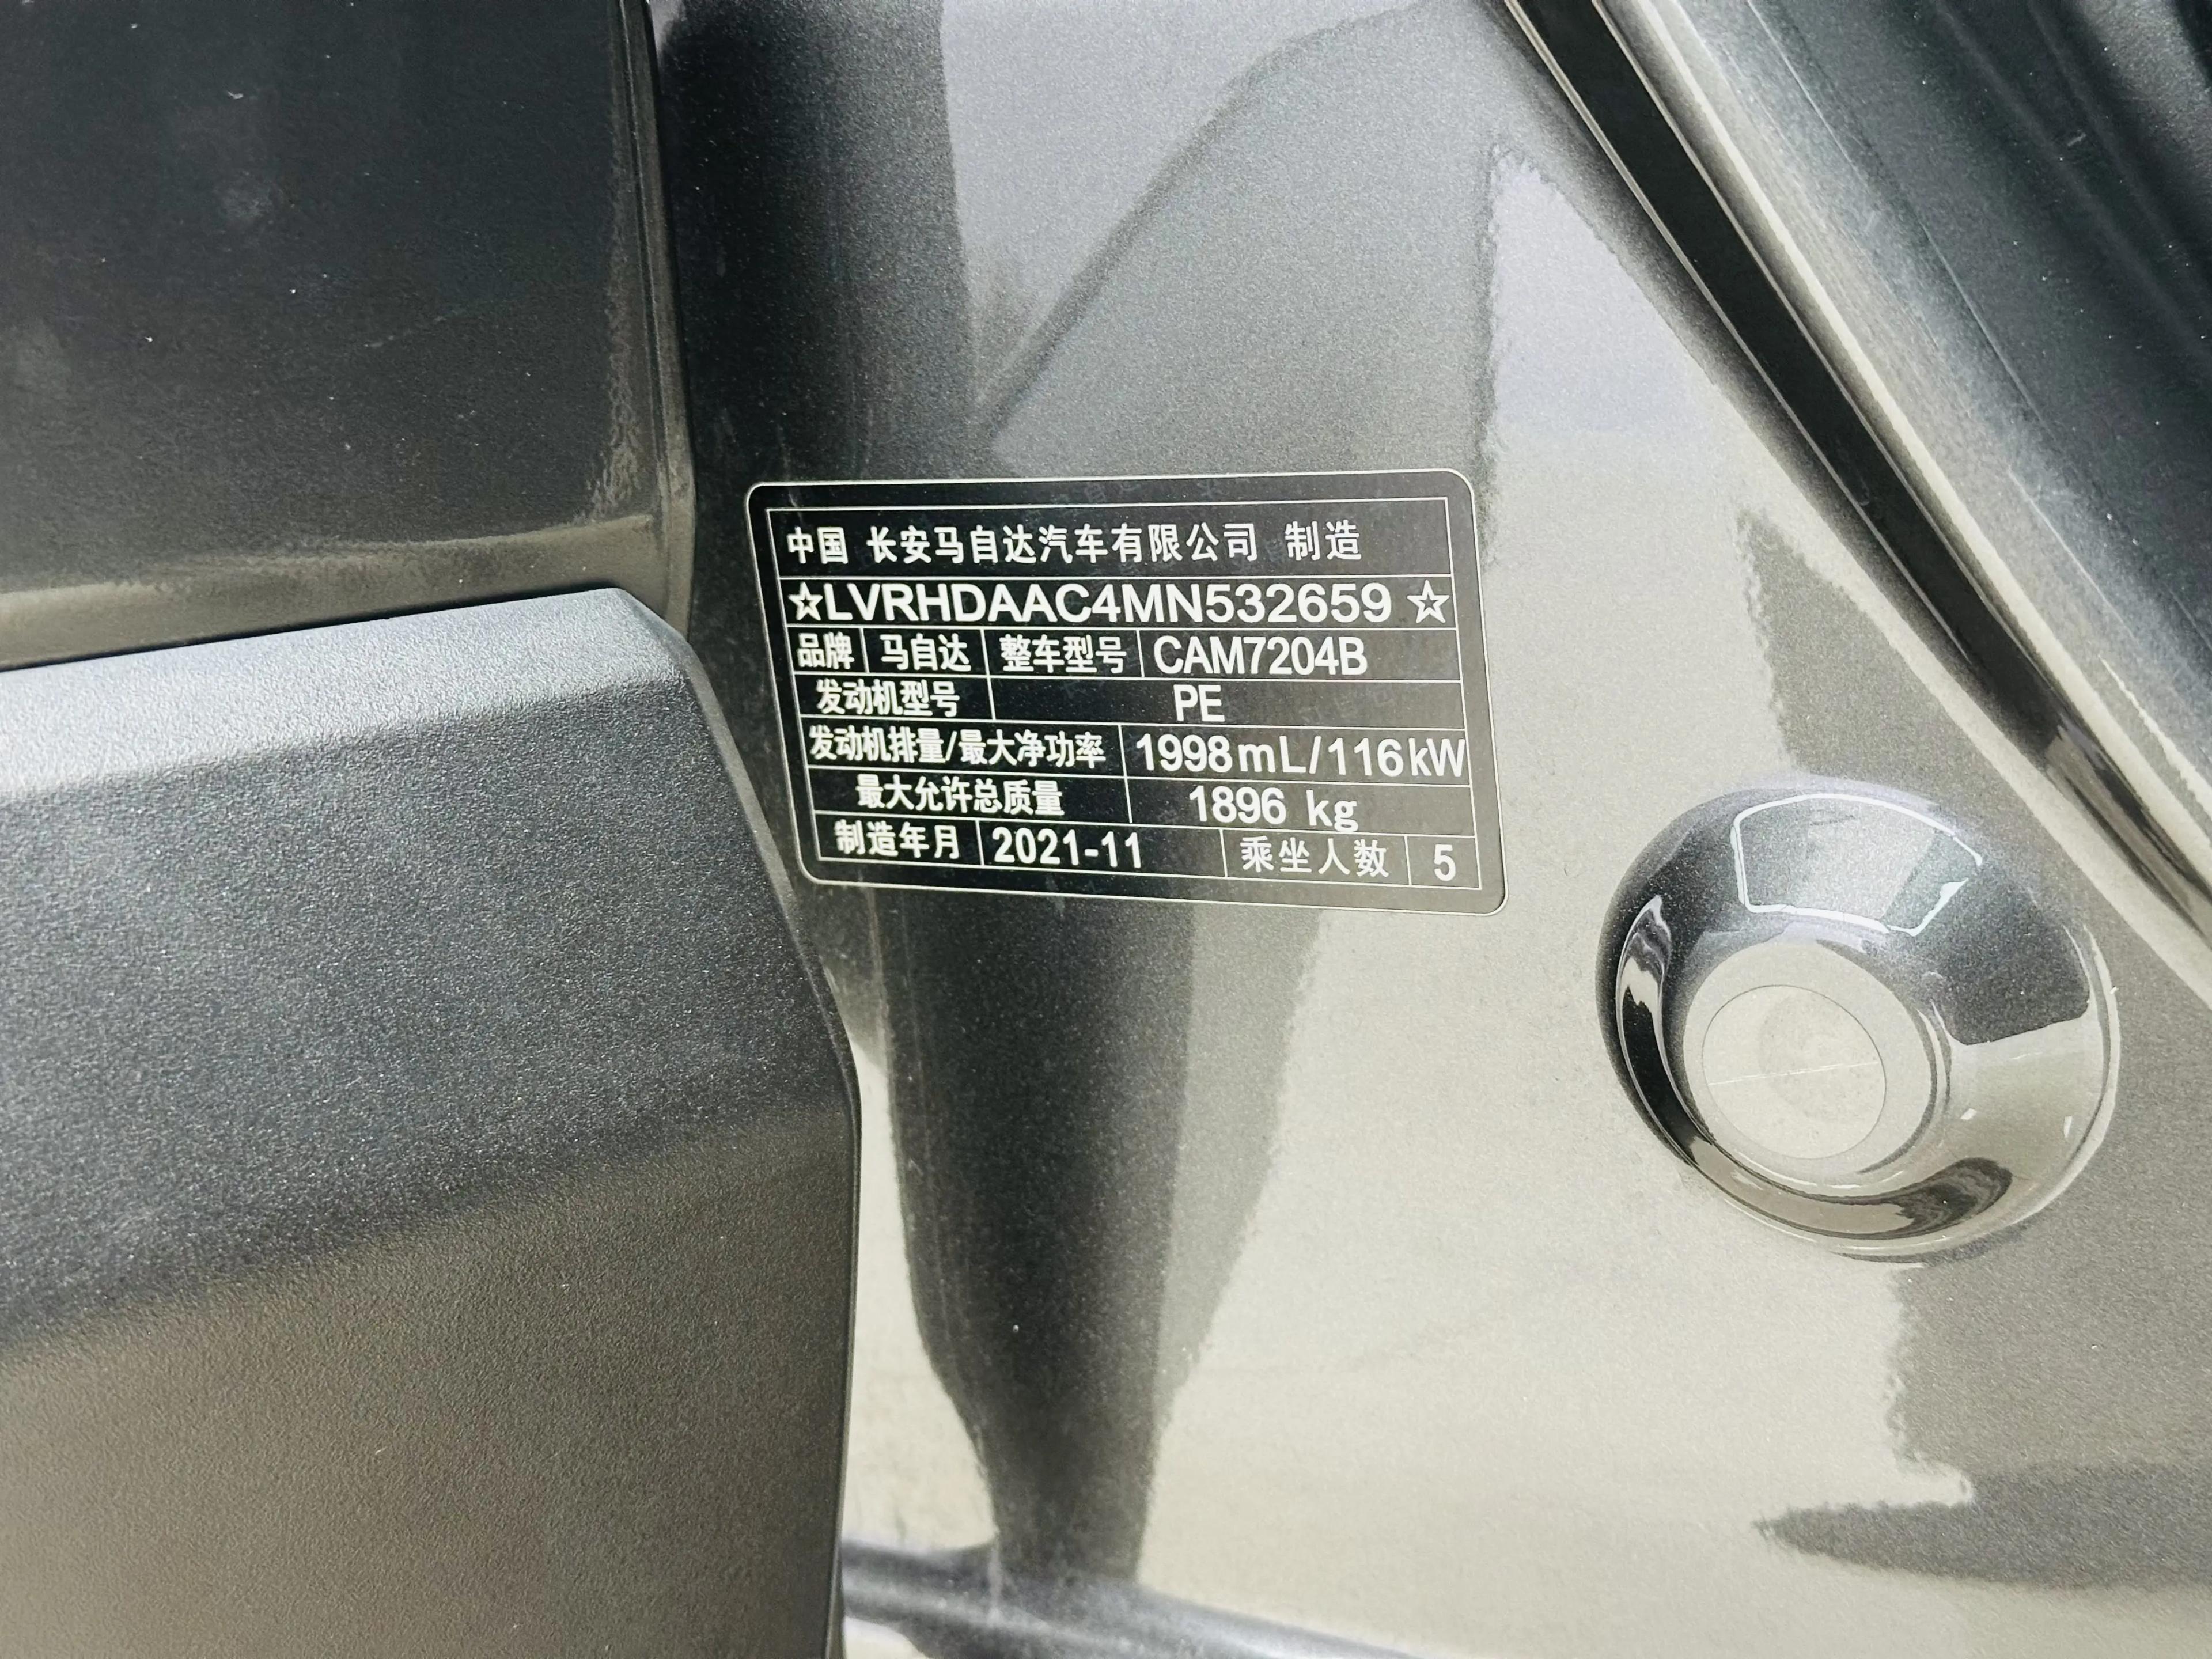 中国 长安马自达汽车有限公司 制造
☆LVRHDAAC4MN532659☆
品牌 马自达 整车型号 CAM7204B
发动机型号 PE
发动机排量/最大净功率 1998mL/116kW
最大允许总质量 1896 kg
制造年月 2021-11 乘坐人数 5